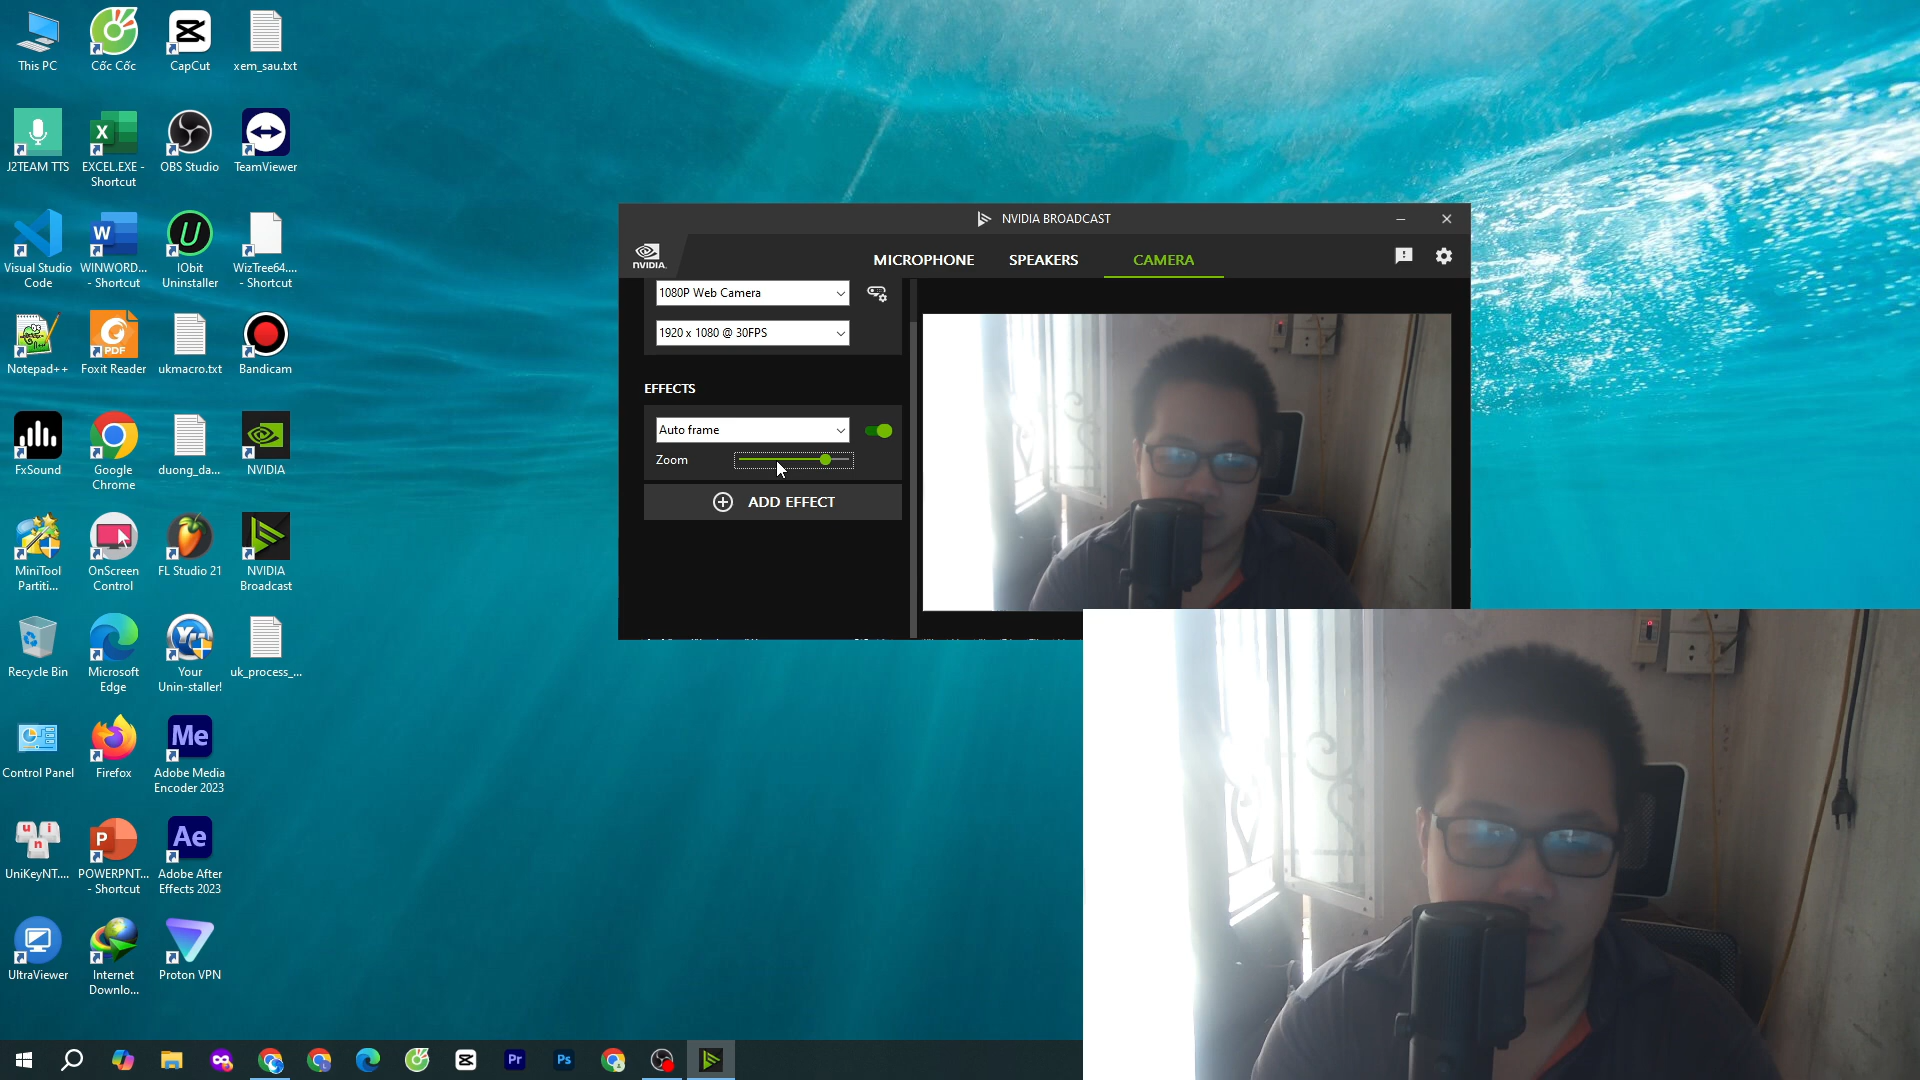 This PC
Cốc Cốc
CapCut
xem_sau.txt
J2TEAM TTS
EXCEL.EXE -
Shortcut
OBS Studio
TeamViewer
Visual Studio
Code
WINWORD...
- Shortcut
IObit
Uninstaller
WizTree64....
- Shortcut
Notepad++
Foxit Reader
ukmacro.txt
Bandicam
FxSound
Google
Chrome
duong_da...
NVIDIA
MiniTool
Partiti...
OnScreen
Control
FL Studio 21
NVIDIA
Broadcast
Recycle Bin
Microsoft
Edge
Your
Unin-staller!
uk_process_...
Control Panel
Firefox
Adobe Media
Encoder 2023
UniKeyNT....
POWERPNT...
- Shortcut
Adobe After
Effects 2023
UltraViewer
Internet
Downlo...
Proton VPN
NVIDIA BROADCAST
NVIDIA.
MICROPHONE
SPEAKERS
CAMERA
1080P Web Camera
1920 x 1080 @ 30FPS
EFFECTS
Auto frame
Zoom
ADD EFFECT